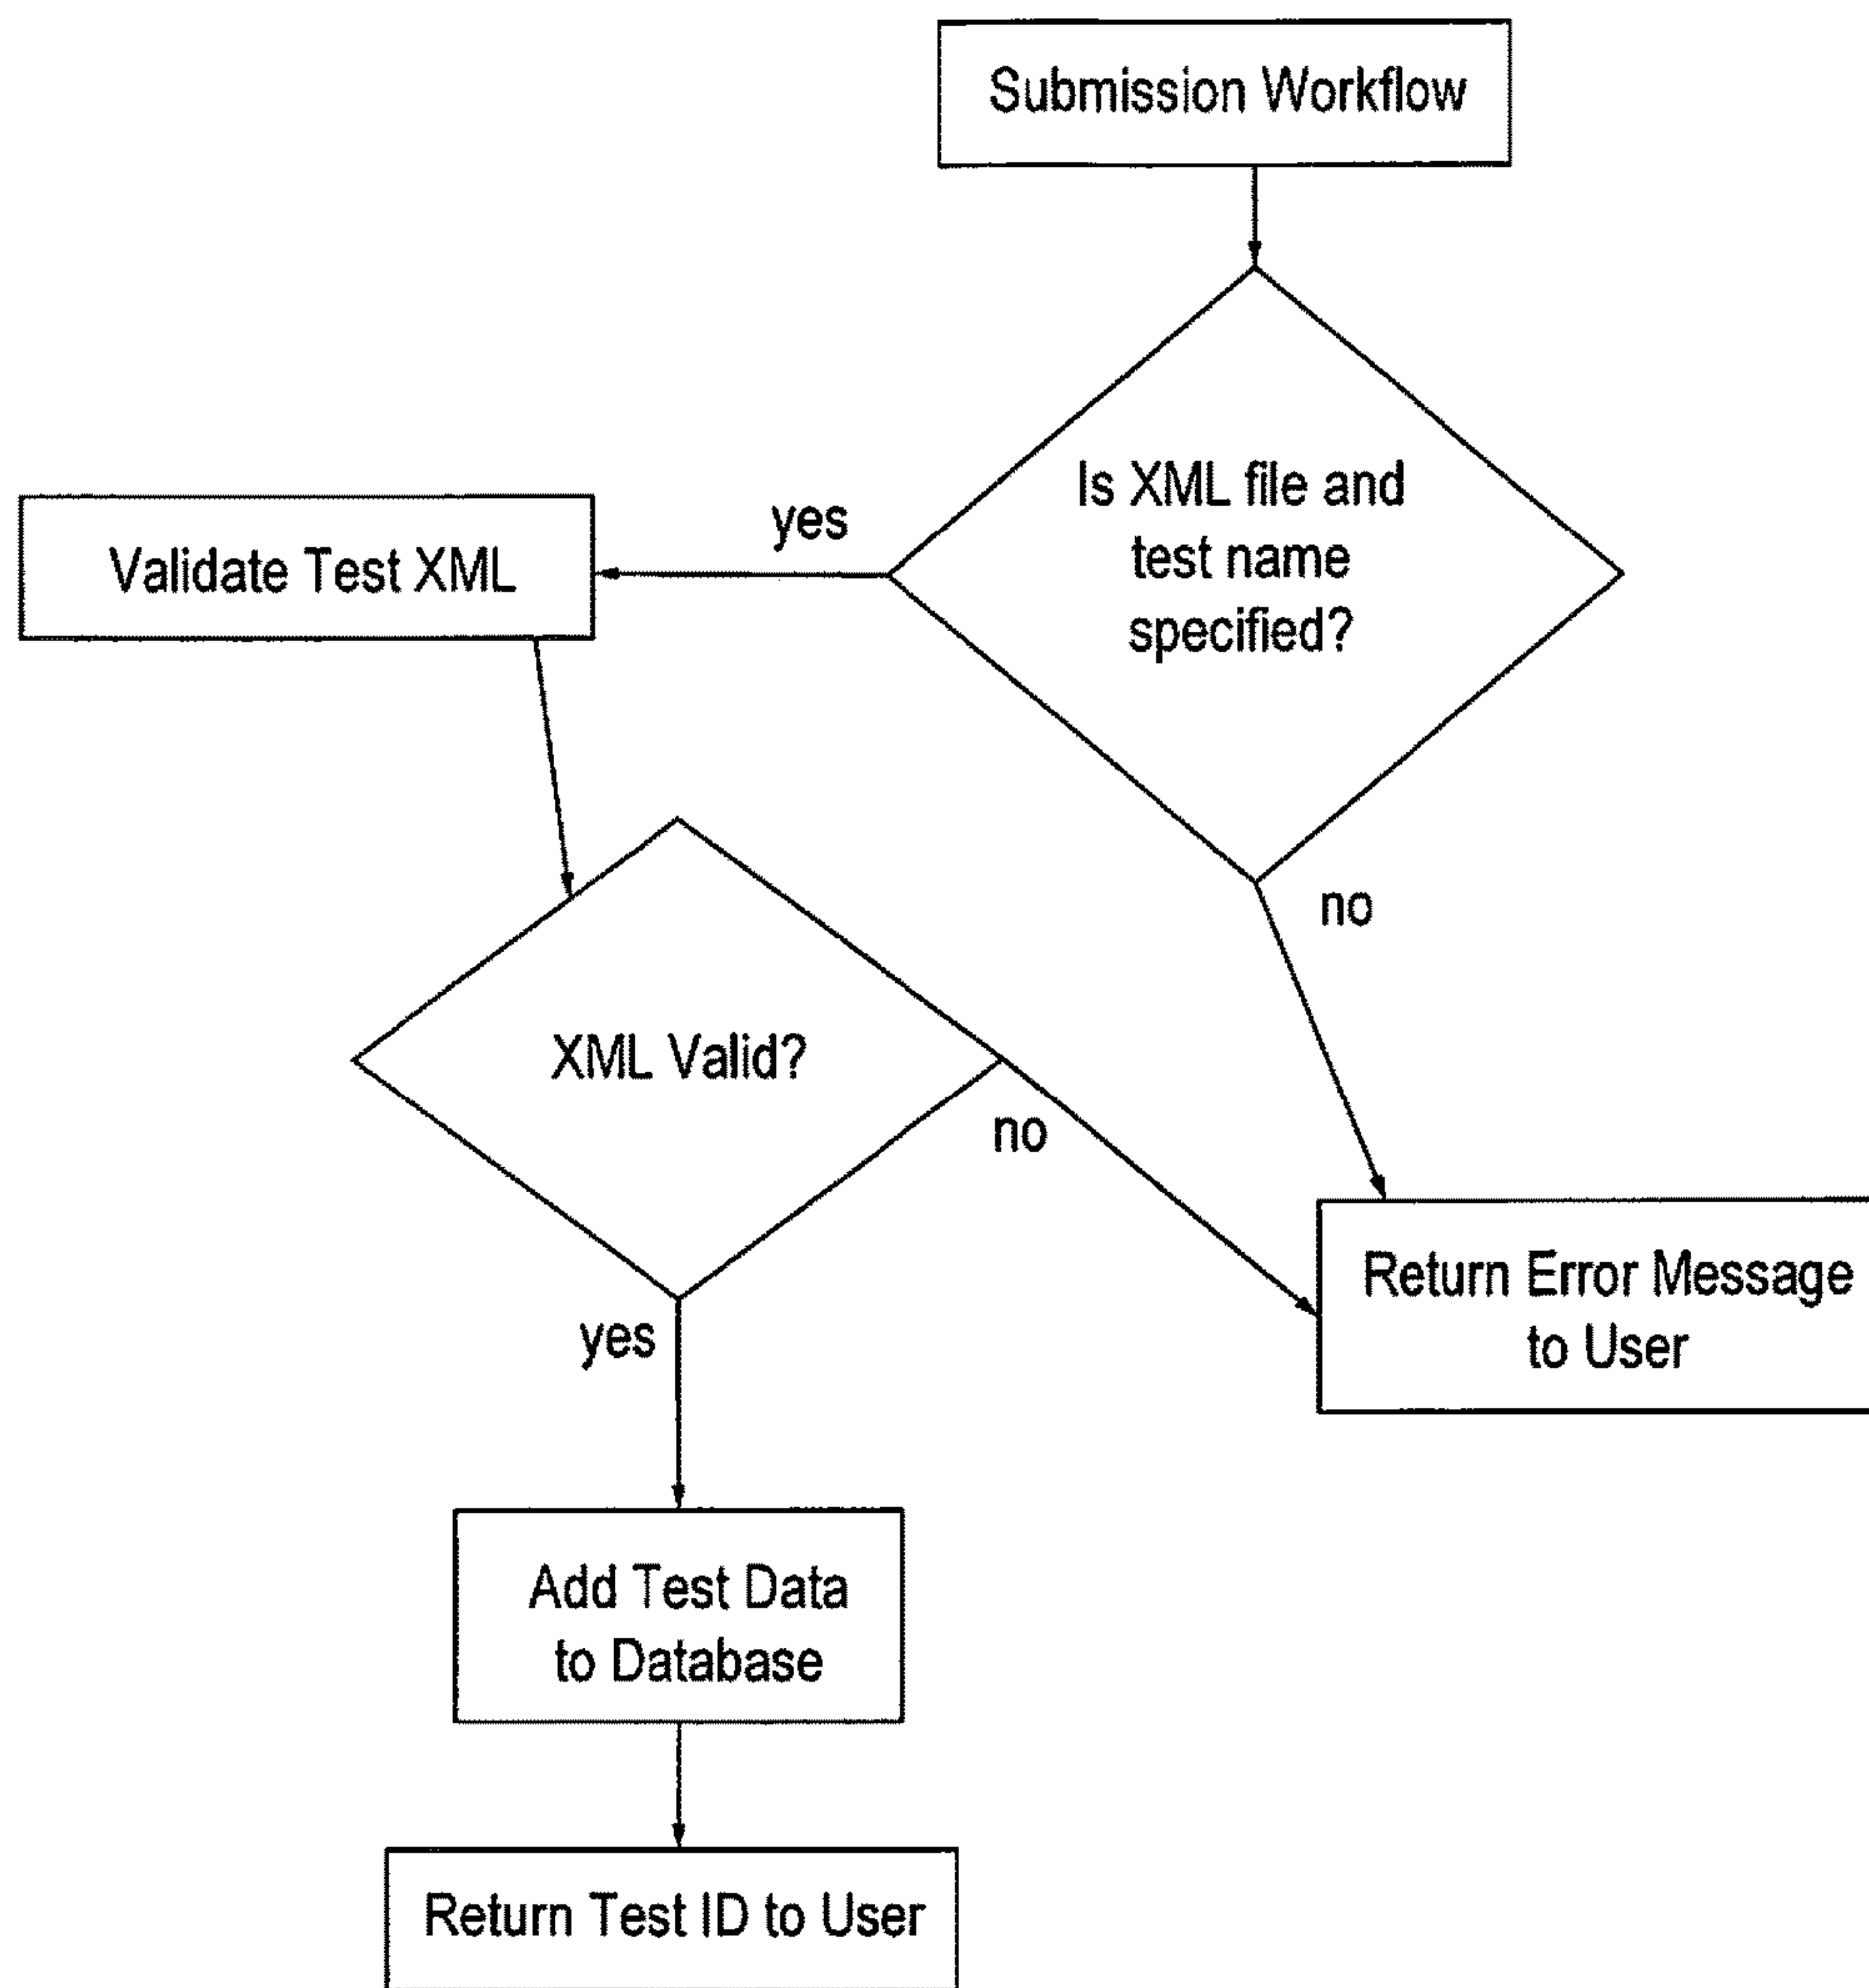 Submission Workflow
Is XML file and
test name
specified?
yes
Validate Test XML
no
XML Valid?
no
Return Error Message
to User
yes
Add Test Data
to Database
Return Test ID to User